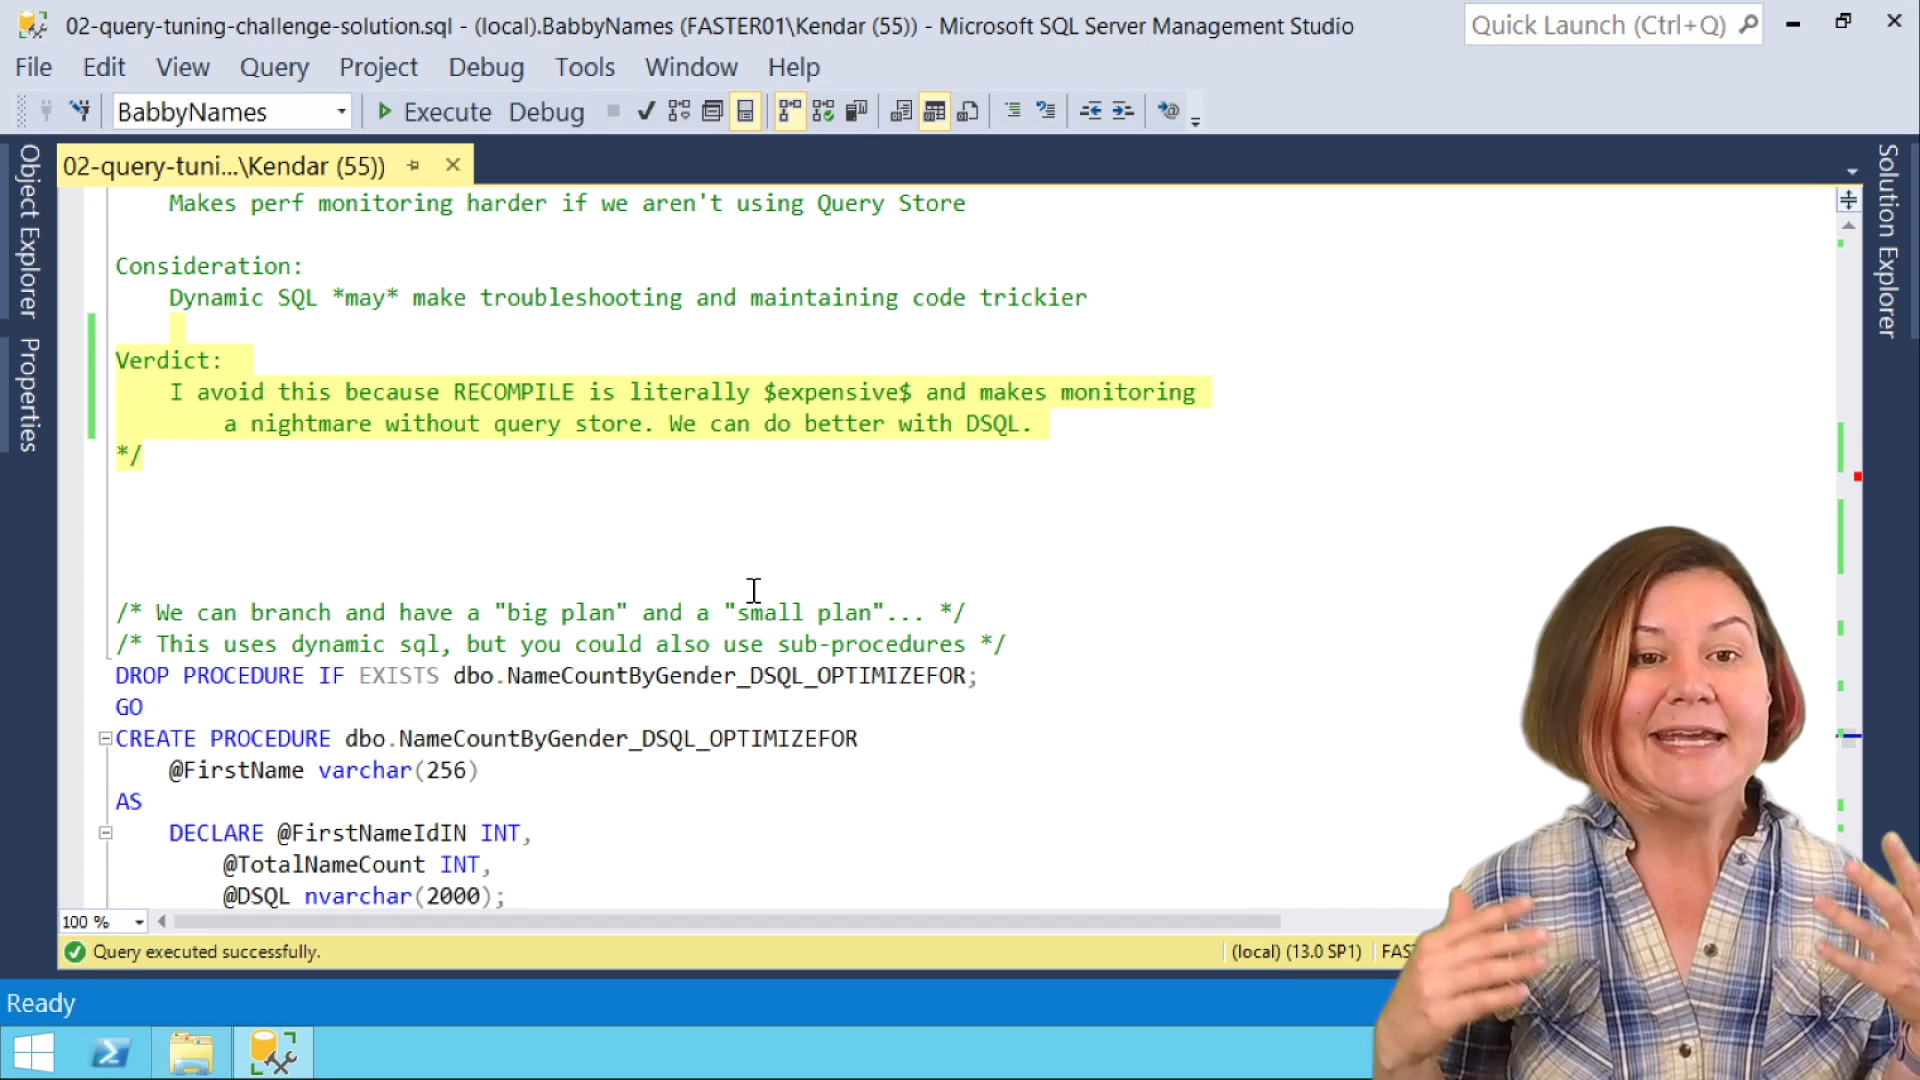 02-query-tuning-challenge-solution.sql - (local).BabbyNames (FASTER01\Kendar (55)) - Microsoft SQL Server Management Studio
Quick Launch (Ctrl+Q)
File Edit View Query Project Debug Tools Window Help
BabbyNames Execute Debug
02-query-tuni...\Kendar (55))
Object Explorer
Properties
Solution Explorer
Makes perf monitoring harder if we aren't using Query Store
Consideration:
Dynamic SQL *may* make troubleshooting and maintaining code trickier
Verdict:
I avoid this because RECOMPILE is literally $expensive$ and makes monitoring
a nightmare without query store. We can do better with DSQL.
*/
/* We can branch and have a "big plan" and a "small plan"... */
/* This uses dynamic sql, but you could also use sub-procedures */
DROP PROCEDURE IF EXISTS dbo.NameCountByGender_DSQL_OPTIMIZEFOR;
GO
CREATE PROCEDURE dbo.NameCountByGender_DSQL_OPTIMIZEFOR
@FirstName varchar(256)
AS
DECLARE @FirstNameIdIN INT,
@TotalNameCount INT,
@DSQL nvarchar(2000);
100 %
Query executed successfully.
(local) (13.0 SP1) FAS
Ready